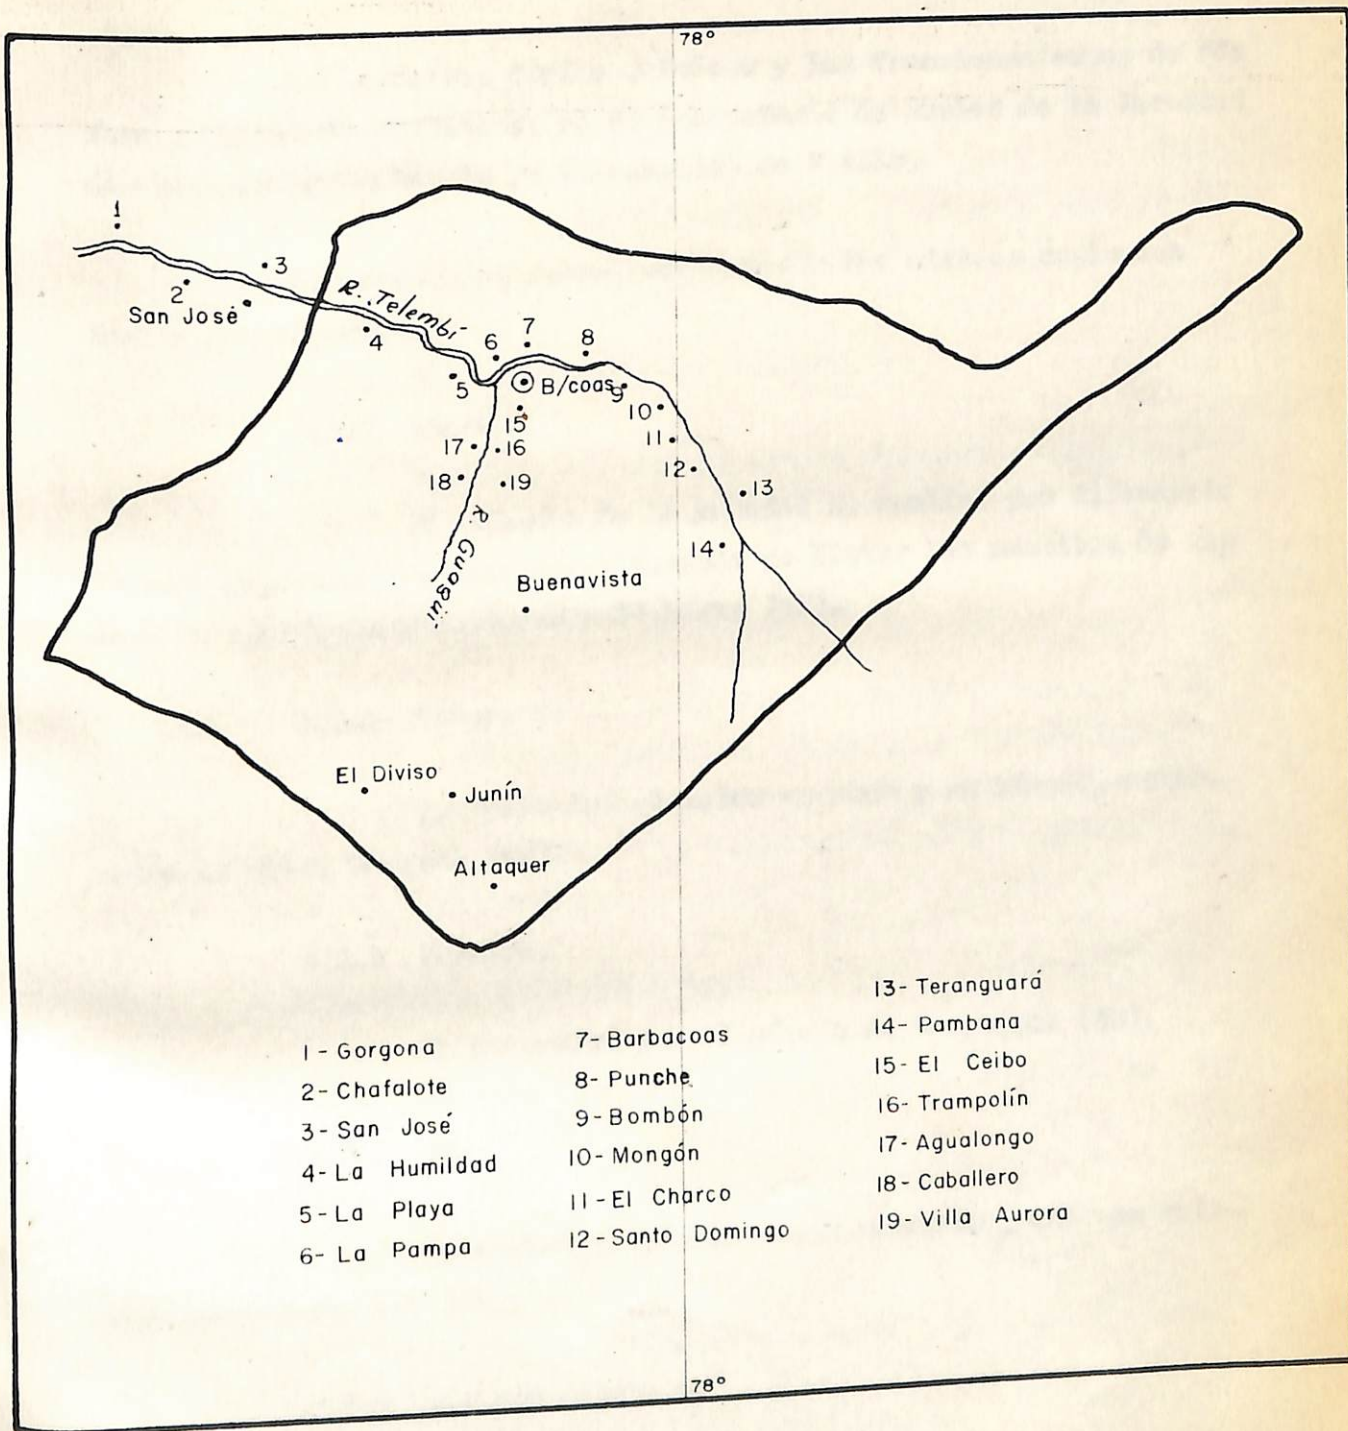 78°
1
3
2
San José
R. Telembí
4
5
6
7
8
B/coas
9
10
15
11
17
16
12
18
19
13
R. Guagüí
14
Buenavista
El Diviso
Junín
Altaquer
1 - Gorgona
2 - Chafalote
3 - San José
4 - La Humildad
5 - La Playa
6 - La Pampa
7 - Barbacoas
8 - Punche
9 - Bombón
10 - Mongón
11 - El Charco
12 - Santo Domingo
13 - Teranguará
14 - Pambana
15 - El Ceibo
16 - Trampolín
17 - Agualongo
18 - Caballero
19 - Villa Aurora
78°